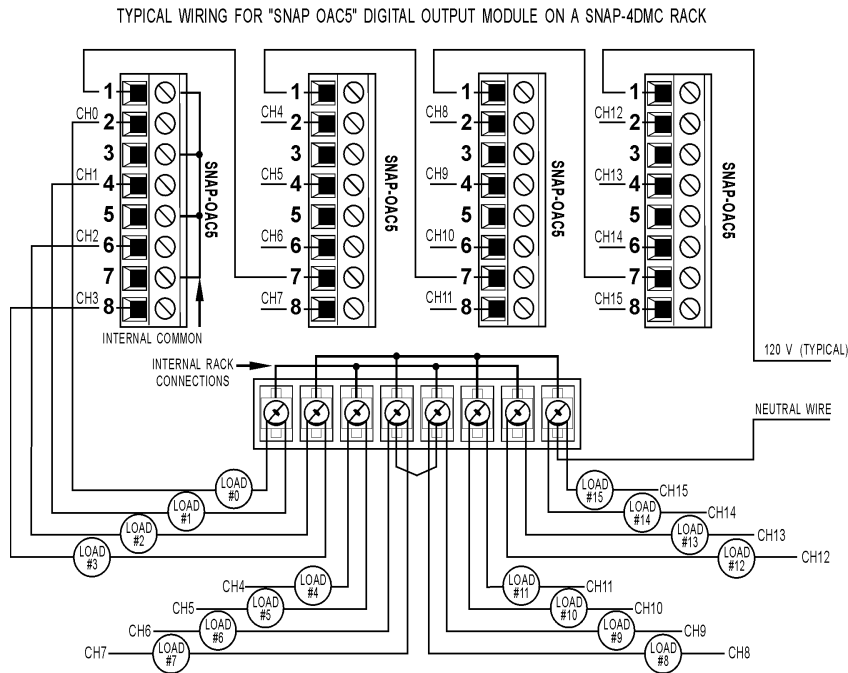 TYPICAL WIRING FOR "SNAP OAC5" DIGITAL OUTPUT MODULE ON A SNAP-4DMC RACK
1
CH0
2
3
CH1
4
5
CH2
6
7
CH3
8
SNAP-OAC5
INTERNAL COMMON
1
CH4
2
3
CH5
4
5
CH6
6
7
CH7
8
SNAP-OAC5
1
CH8
2
3
CH9
4
5
CH10
6
7
CH11
8
SNAP-OAC5
1
CH12
2
3
CH13
4
5
CH14
6
7
CH15
8
SNAP-OAC5
120 V (TYPICAL)
INTERNAL RACK
CONNECTIONS
NEUTRAL WIRE
LOAD
#0
LOAD
#1
LOAD
#2
LOAD
#3
CH4
LOAD
#4
CH5
LOAD
#5
CH6
LOAD
#6
CH7
LOAD
#7
LOAD
#15
CH15
LOAD
#14
CH14
LOAD
#13
CH13
LOAD
#12
CH12
LOAD
#11
CH11
LOAD
#10
CH10
LOAD
#9
CH9
LOAD
#8
CH8